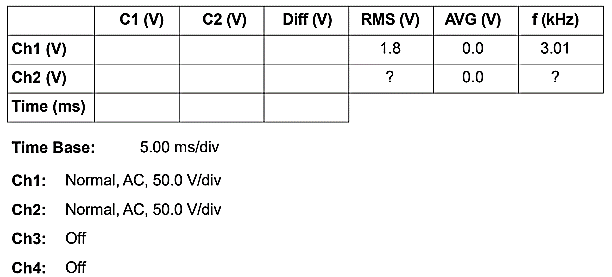 C1 (V) C2 (V) Diff (V) RMS (V) AVG (V) f (kHz)
Ch1 (V) 1.8 0.0 3.01
Ch2 (V) ? 0.0 ?
Time (ms)
Time Base: 5.00 ms/div
Ch1: Normal, AC, 50.0 V/div
Ch2: Normal, AC, 50.0 V/div
Ch3: Off
Ch4: Off